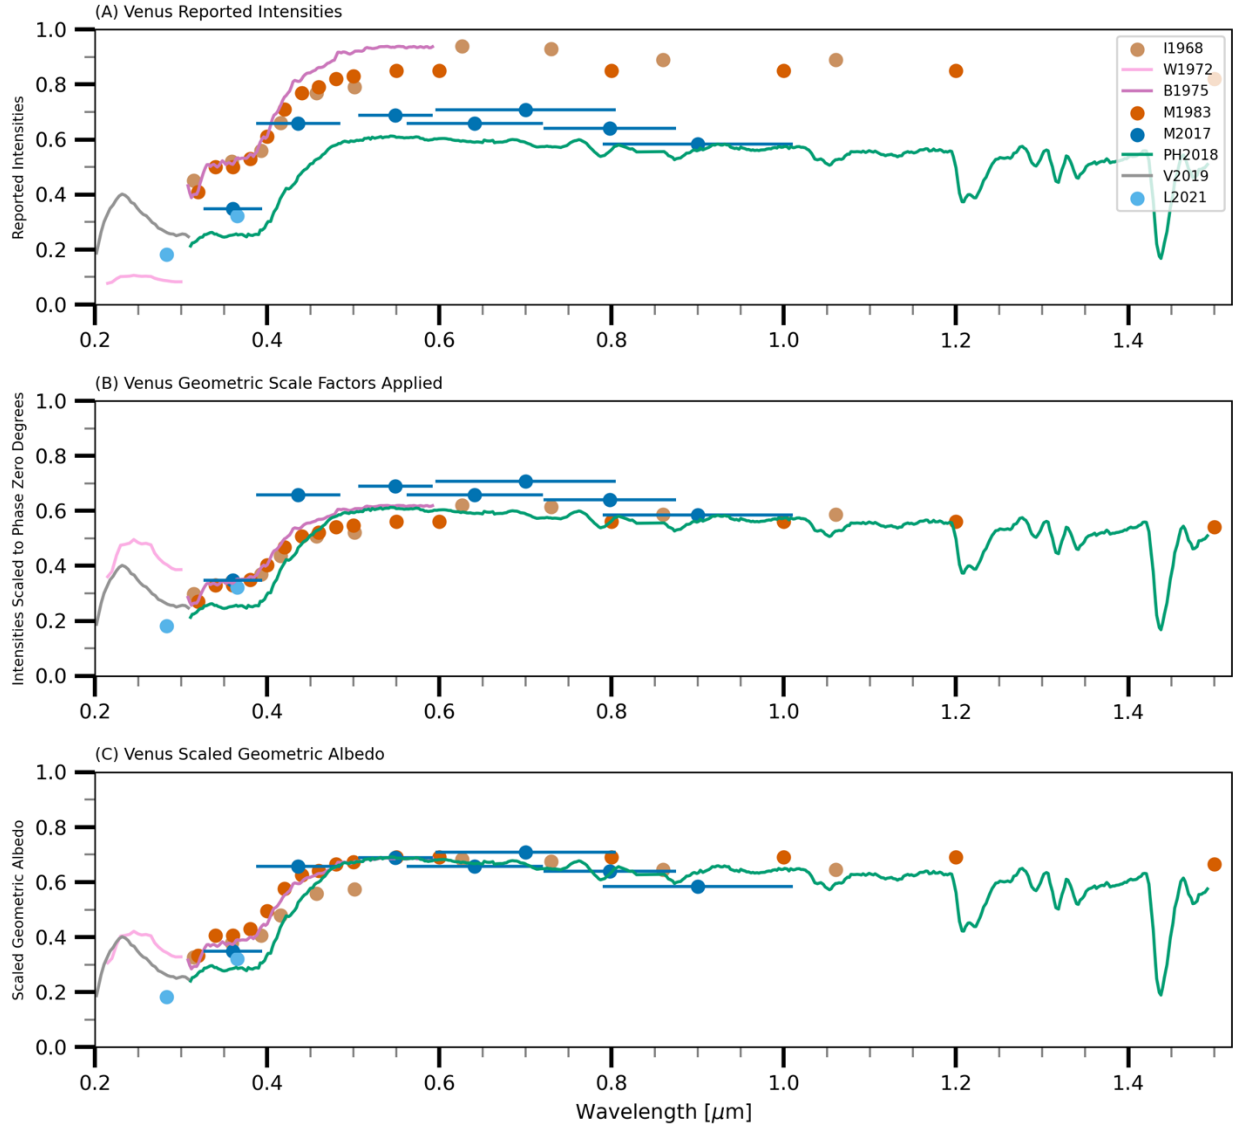 (A) Venus Reported Intensities
Reported Intensities
1.0
0.8
0.6
0.4
0.2
0.0
0.2 0.4 0.6 0.8 1.0 1.2 1.4
I1968
W1972
B1975
M1983
M2017
PH2018
V2019
L2021
(B) Venus Geometric Scale Factors Applied
Intensities Scaled to Phase Zero Degrees
1.0
0.8
0.6
0.4
0.2
0.0
0.2 0.4 0.6 0.8 1.0 1.2 1.4
(C) Venus Scaled Geometric Albedo
Scaled Geometric Albedo
1.0
0.8
0.6
0.4
0.2
0.0
0.2 0.4 0.6 0.8 1.0 1.2 1.4
Wavelength [μm]